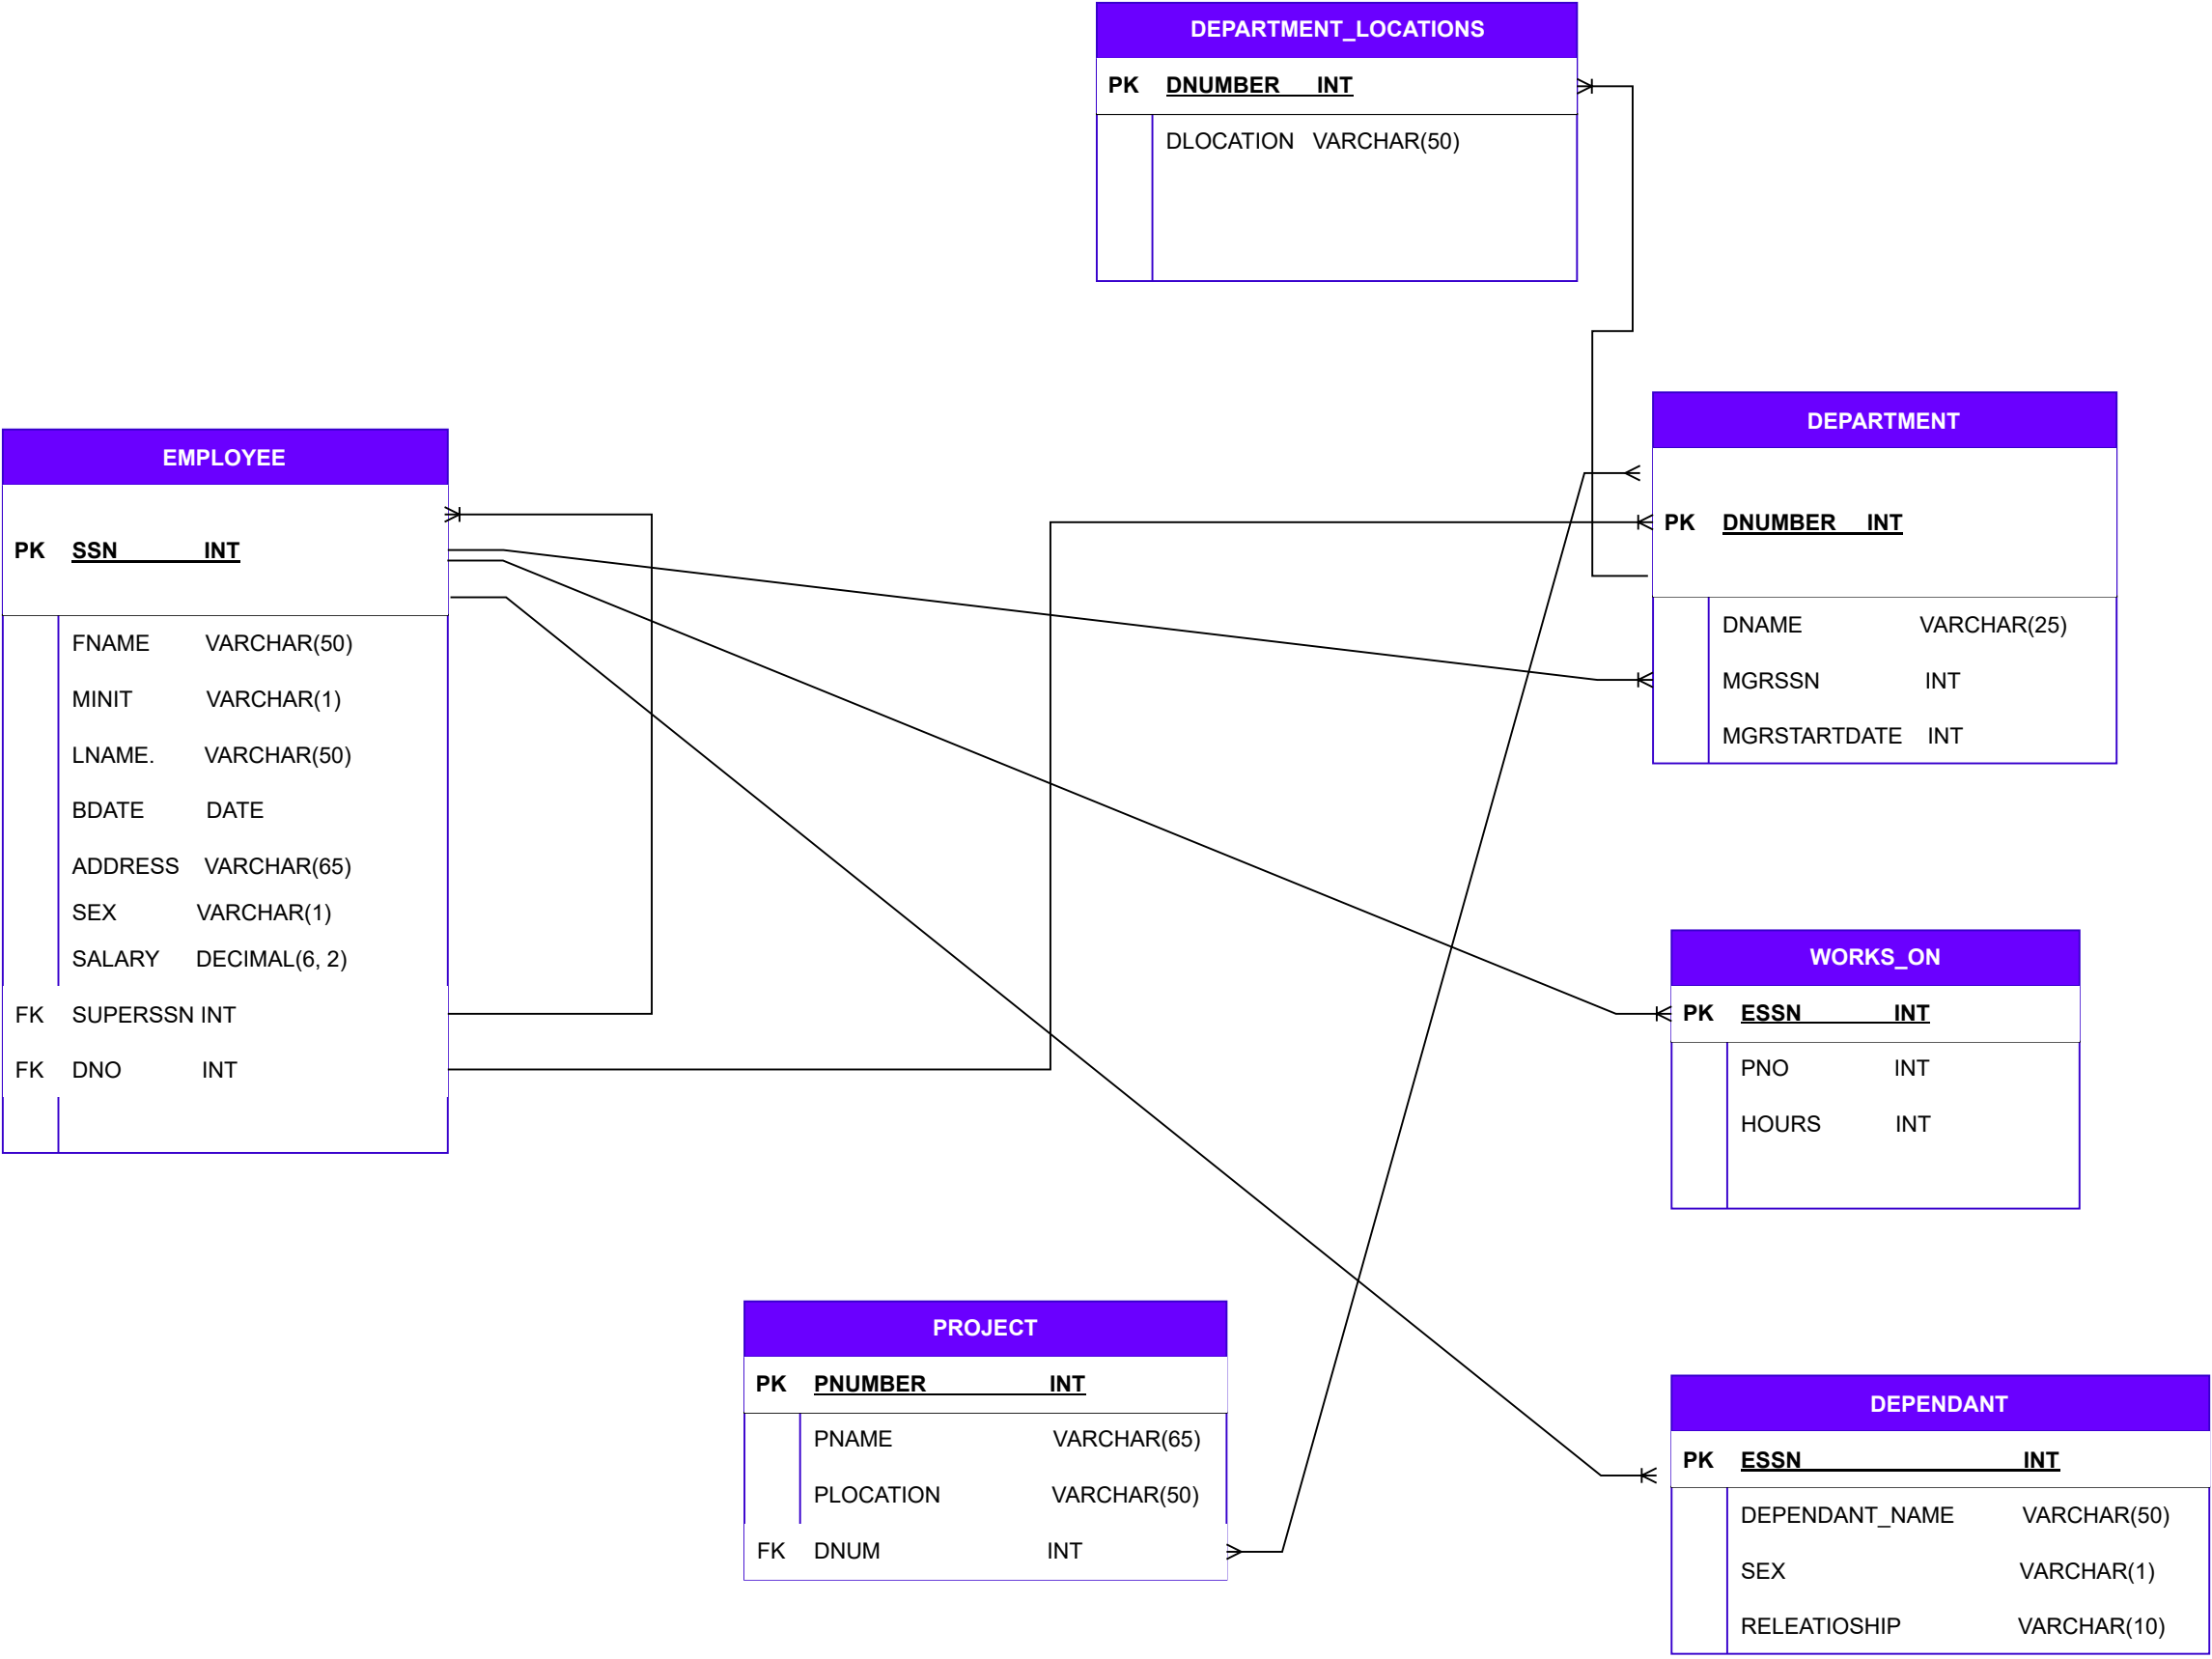 DEPARTMENT_LOCATIONS
PK DNUMBER INT
DLOCATION VARCHAR(50)
DEPARTMENT
PK DNUMBER INT
DNAME VARCHAR(25)
MGRSSN INT
MGRSTARTDATE INT
EMPLOYEE
PK SSN INT
FNAME VARCHAR(50)
MINIT VARCHAR(1)
LNAME. VARCHAR(50)
BDATE DATE
ADDRESS VARCHAR(65)
SEX VARCHAR(1)
SALARY DECIMAL(6, 2)
FK SUPERSSN INT
FK DNO INT
WORKS_ON
PK ESSN INT
PNO INT
HOURS INT
PROJECT
PK PNUMBER INT
PNAME VARCHAR(65)
PLOCATION VARCHAR(50)
FK DNUM INT
DEPENDANT
PK ESSN INT
DEPENDANT_NAME VARCHAR(50)
SEX VARCHAR(1)
RELEATIOSHIP VARCHAR(10)